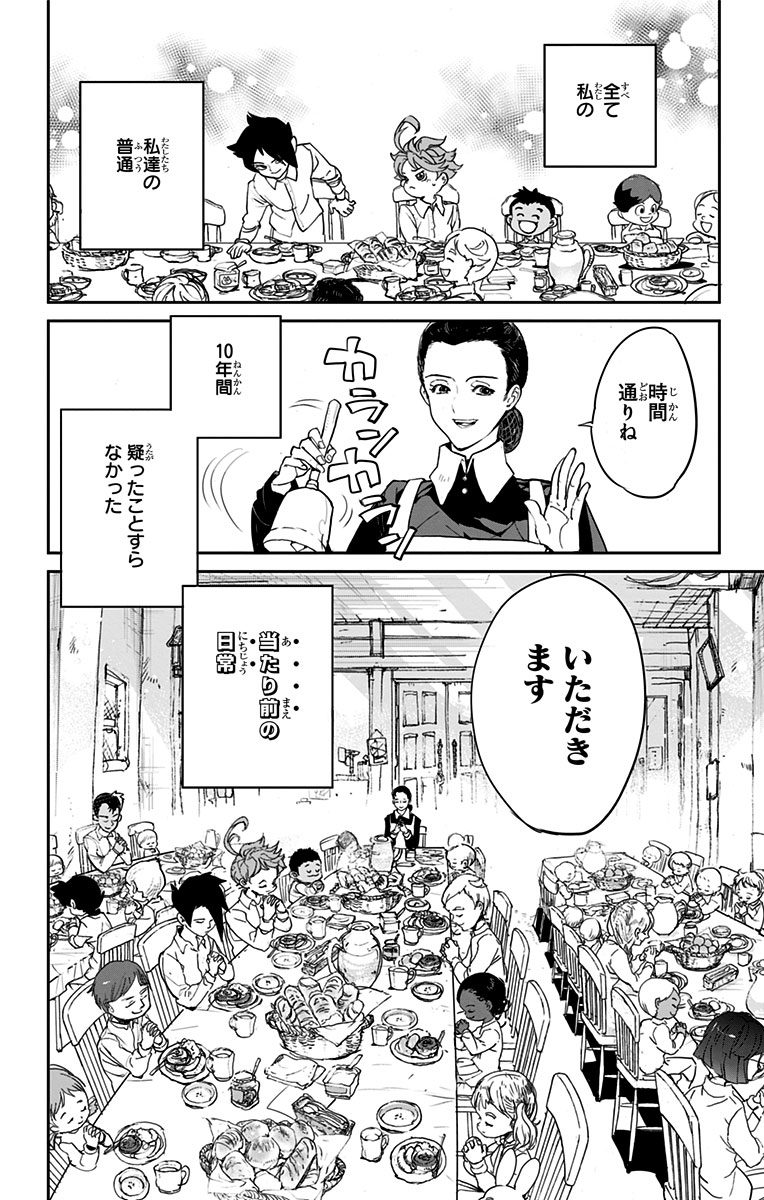 全て
私の
私達の
普通
時間
通りね
カランカラン
10年間
疑ったことすら
なかった
いただき
ます
当たり前の
日常